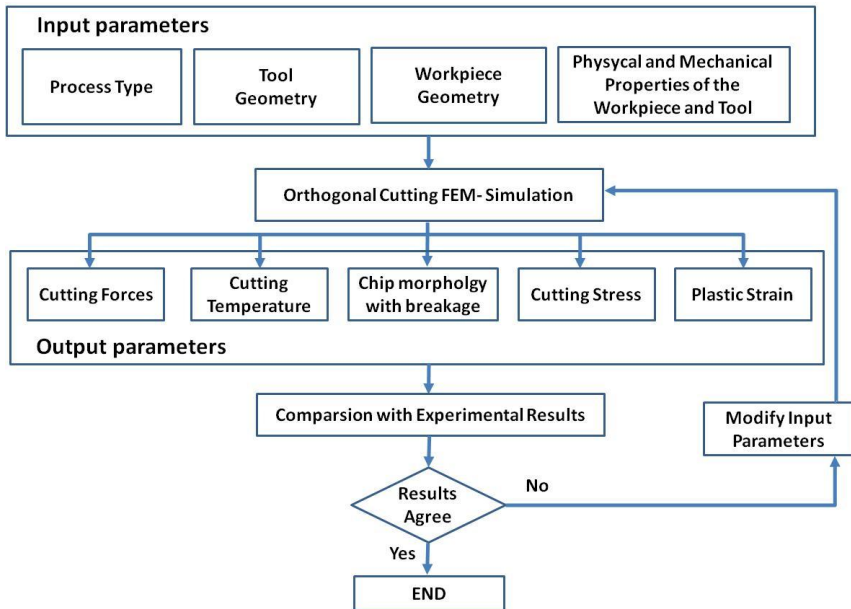 Input parameters
Process Type
Tool
Geometry
Workpiece
Geometry
Physycal and Mechanical
Properties of the
Workpiece and Tool
Orthogonal Cutting FEM- Simulation
Cutting Forces
Cutting
Temperature
Chip morpholgy
with breakage
Cutting Stress
Plastic Strain
Output parameters
Comparsion with Experimental Results
Modify Input
Parameters
Results
Agree
No
Yes
END